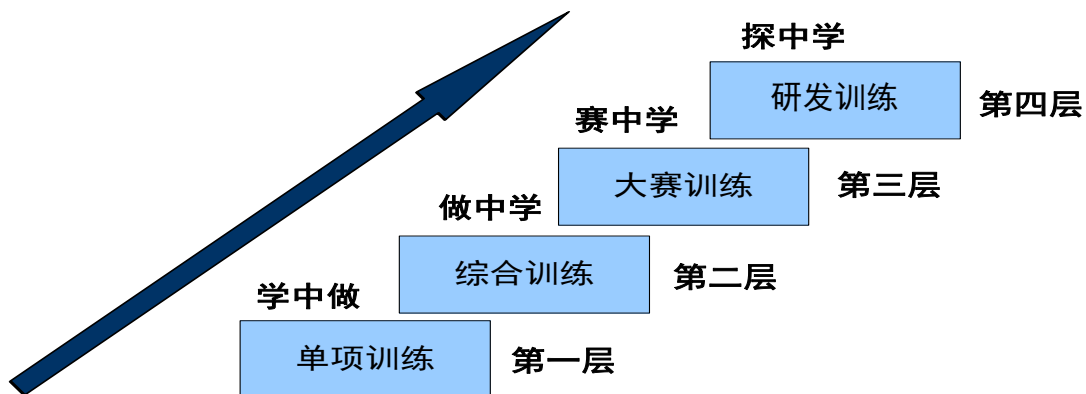 探中学
研发训练 第四层
赛中学
大赛训练 第三层
做中学
综合训练 第二层
学中做
单项训练 第一层